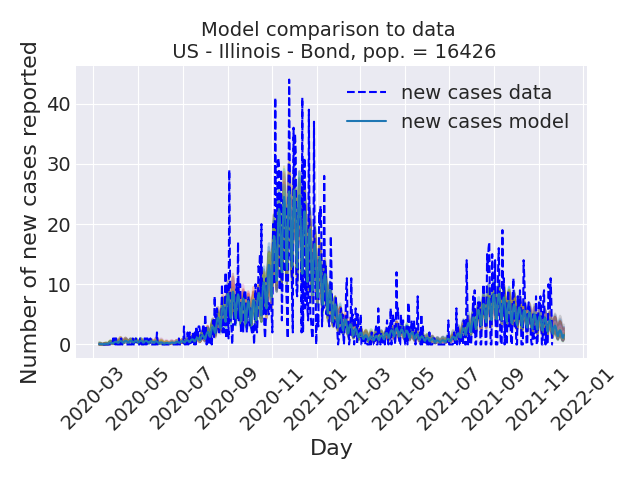 Model comparison to data
US - Illinois - Bond, pop. = 16426
Number of new cases reported
40
30
20
10
0
new cases data
new cases model
2020-03
2020-05
2020-07
2020-09
2020-11
2021-01
2021-03
2021-05
2021-07
2021-09
2021-11
2022-01
Day